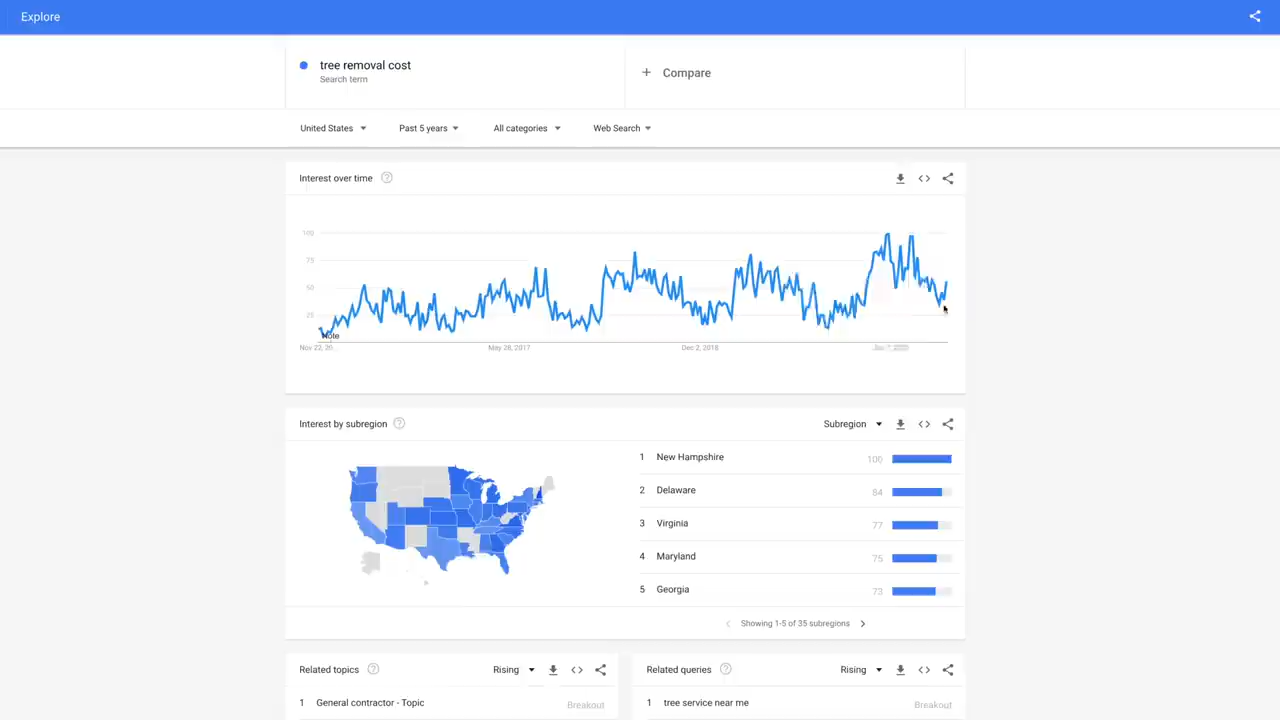 Explore
tree removal cost
Search term
+ Compare
United States
Past 5 years
All categories
Web Search
Interest over time
100
75
50
25
Note
Nov 22, 20...
May 28, 2017
Dec 2, 2018
Interest by subregion
Subregion
1 New Hampshire 100
2 Delaware 84
3 Virginia 77
4 Maryland 75
5 Georgia 73
Showing 1-5 of 35 subregions
Related topics
Rising
1 General contractor - Topic
Breakout
Related queries
Rising
1 tree service near me
Breakout